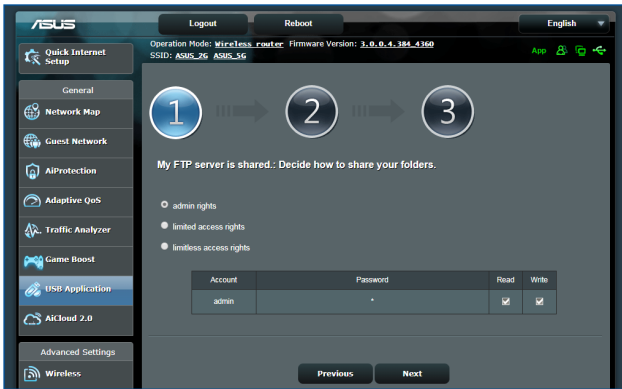 ASUS
Logout
Reboot
English
Quick Internet
Setup
Operation Mode: Wireless router Firmware Version: 3.0.0.4.384_4360
SSID: ASUS_2G ASUS_5G
App
General
Network Map
Guest Network
AiProtection
Adaptive QoS
Traffic Analyzer
Game Boost
USB Application
AiCloud 2.0
Advanced Settings
Wireless
1
2
3
My FTP server is shared.: Decide how to share your folders.
admin rights
limited access rights
limitless access rights
Account Password Read Write
admin *
Previous
Next